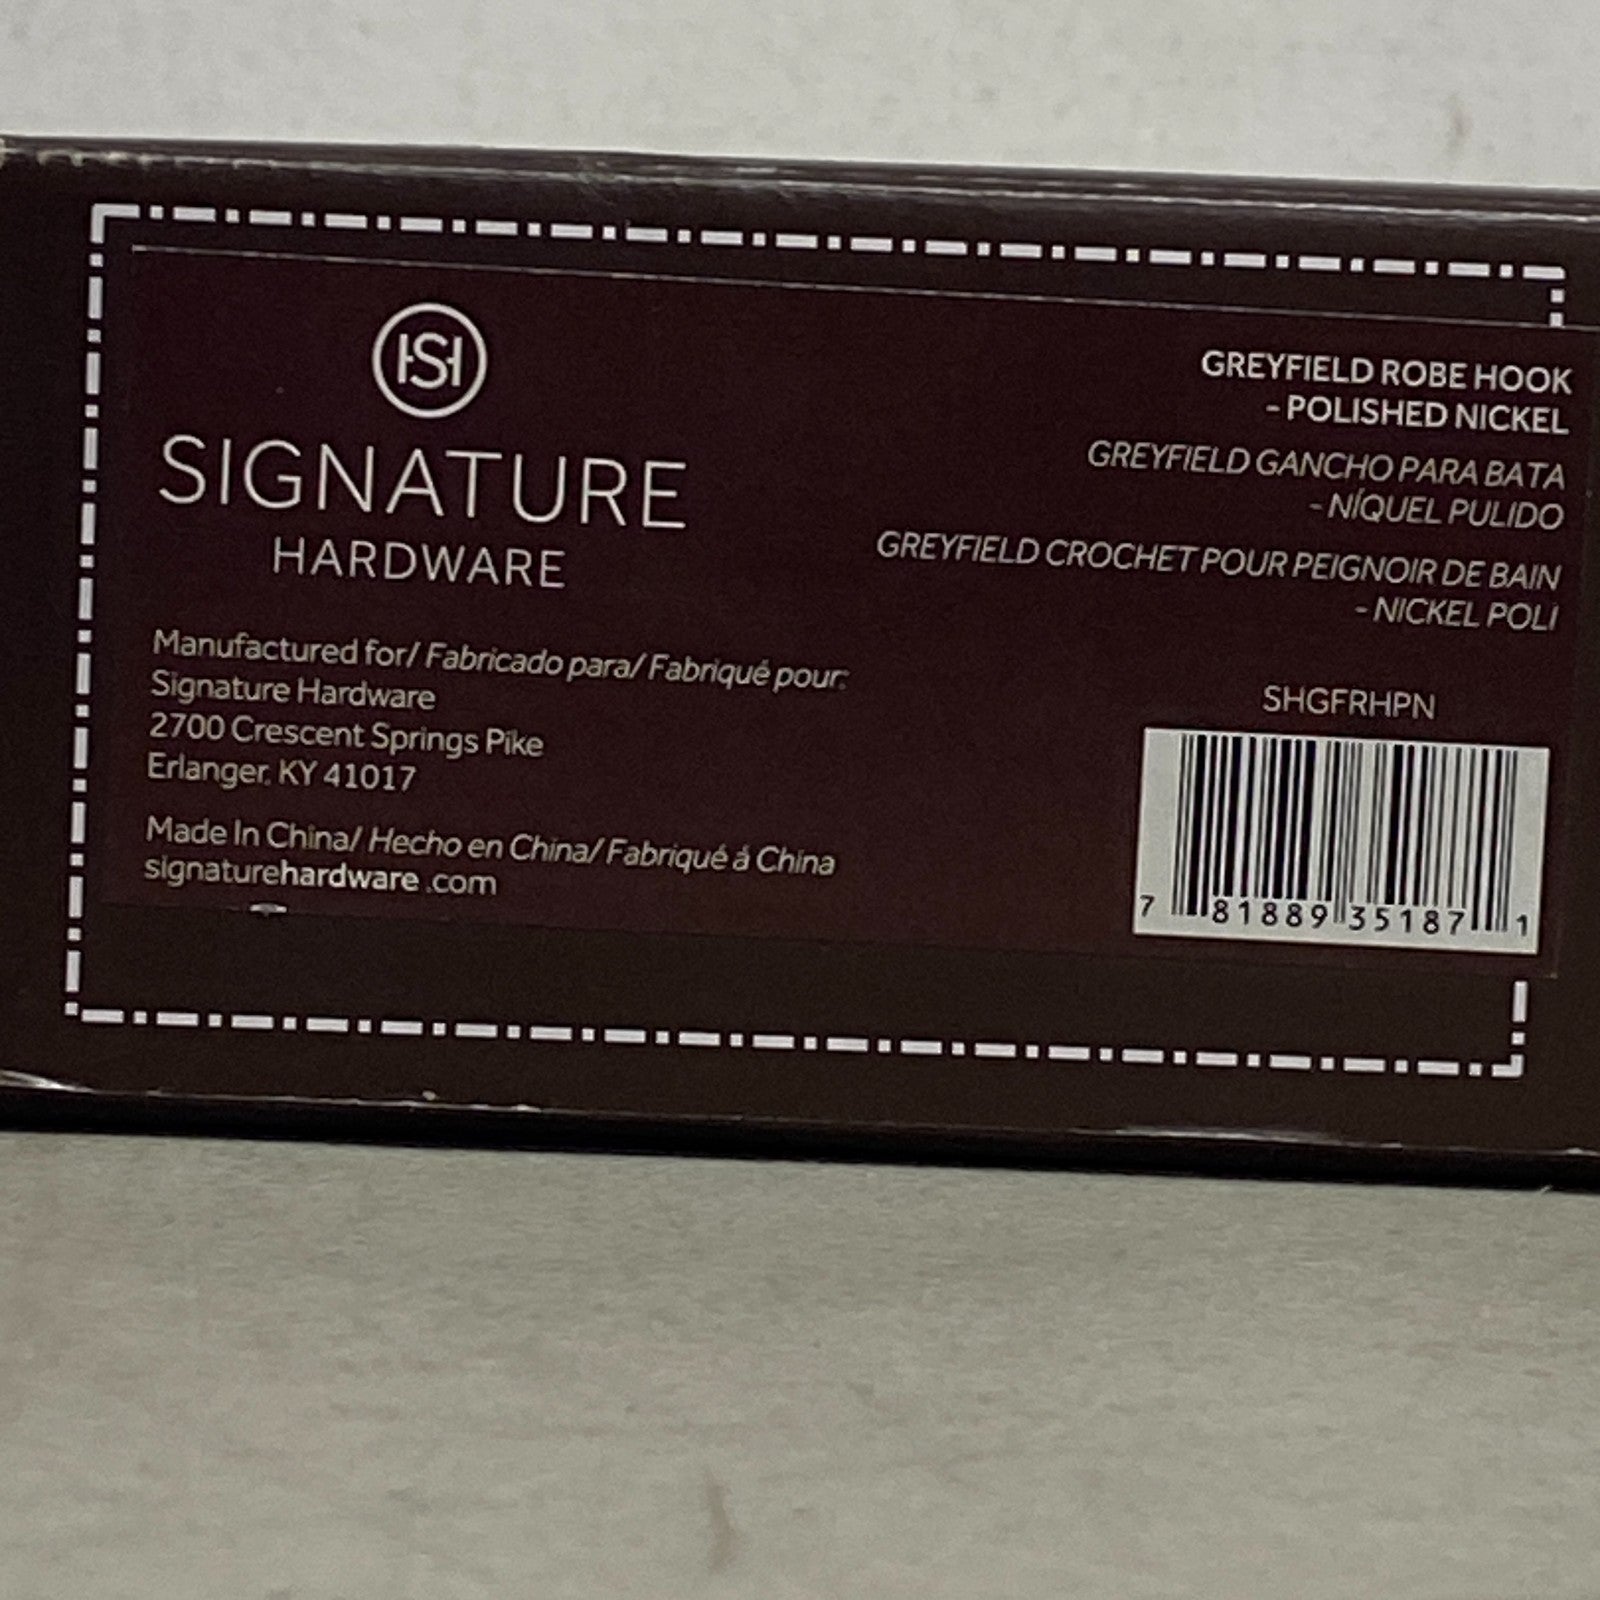 SIGNATURE
HARDWARE
Manufactured for/ Fabricado para/ Fabriqué pour:
Signature Hardware
2700 Crescent Springs Pike
Erlanger, KY 41017
Made In China/ Hecho en China/ Fabriqué á China
signaturehardware.com
GREYFIELD ROBE HOOK
- POLISHED NICKEL
GREYFIELD GANCHO PARA BATA
- NÍQUEL PULIDO
GREYFIELD CROCHET POUR PEIGNOIR DE BAIN
- NICKEL POLI
SHGFRHPN
7 81889 35187 1